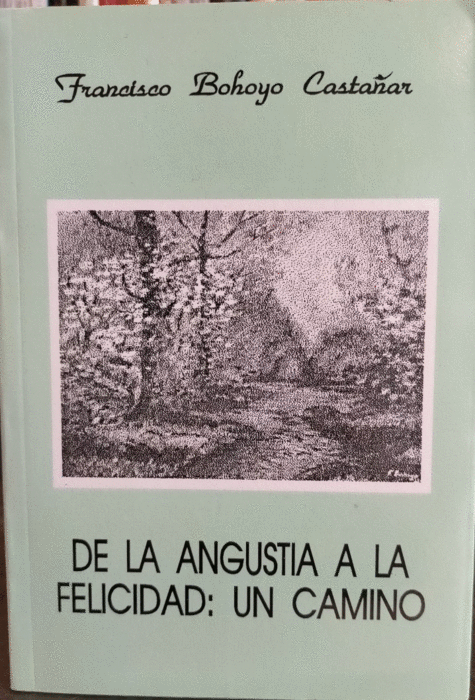 Francisco Bohoyo Castañar
DE LA ANGUSTIA A LA
FELICIDAD: UN CAMINO